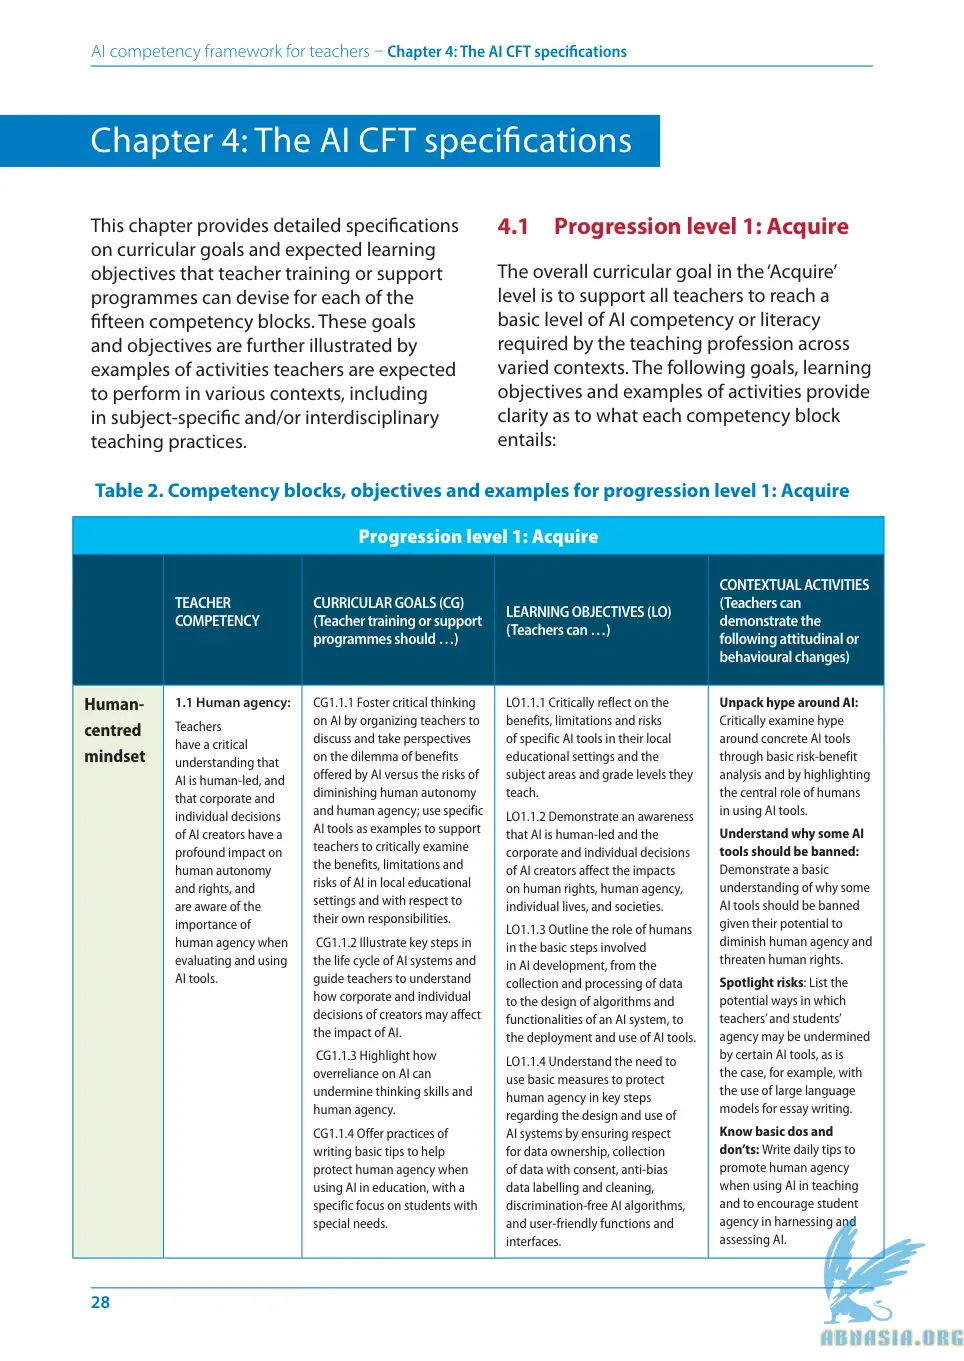 AI competency framework for teachers – Chapter 4: The AI CFT specifications
Chapter 4: The AI CFT specifications
This chapter provides detailed specifications
on curricular goals and expected learning
objectives that teacher training or support
programmes can devise for each of the
fifteen competency blocks. These goals
and objectives are further illustrated by
examples of activities teachers are expected
to perform in various contexts, including
in subject-specific and/or interdisciplinary
teaching practices.
4.1 Progression level 1: Acquire
The overall curricular goal in the ‘Acquire’
level is to support all teachers to reach a
basic level of AI competency or literacy
required by the teaching profession across
varied contexts. The following goals, learning
objectives and examples of activities provide
clarity as to what each competency block
entails:
Table 2. Competency blocks, objectives and examples for progression level 1: Acquire
Progression level 1: Acquire
TEACHER
COMPETENCY
CURRICULAR GOALS (CG)
(Teacher training or support
programmes should …)
LEARNING OBJECTIVES (LO)
(Teachers can …)
CONTEXTUAL ACTIVITIES
(Teachers can
demonstrate the
following attitudinal or
behavioural changes)
Human-
centred
mindset
1.1 Human agency:
Teachers
have a critical
understanding that
AI is human-led, and
that corporate and
individual decisions
of AI creators have a
profound impact on
human autonomy
and rights, and
are aware of the
importance of
human agency when
evaluating and using
AI tools.
CG1.1.1 Foster critical thinking
on AI by organizing teachers to
discuss and take perspectives
on the dilemma of benefits
offered by AI versus the risks of
diminishing human autonomy
and human agency; use specific
AI tools as examples to support
teachers to critically examine
the benefits, limitations and
risks of AI in local educational
settings and with respect to
their own responsibilities.
CG1.1.2 Illustrate key steps in
the life cycle of AI systems and
guide teachers to understand
how corporate and individual
decisions of creators may affect
the impact of AI.
CG1.1.3 Highlight how
overreliance on AI can
undermine thinking skills and
human agency.
CG1.1.4 Offer practices of
writing basic tips to help
protect human agency when
using AI in education, with a
specific focus on students with
special needs.
LO1.1.1 Critically reflect on the
benefits, limitations and risks
of specific AI tools in their local
educational settings and the
subject areas and grade levels they
teach.
LO1.1.2 Demonstrate an awareness
that AI is human-led and the
corporate and individual decisions
of AI creators affect the impacts
on human rights, human agency,
individual lives, and societies.
LO1.1.3 Outline the role of humans
in the basic steps involved
in AI development, from the
collection and processing of data
to the design of algorithms and
functionalities of an AI system, to
the deployment and use of AI tools.
LO1.1.4 Understand the need to
use basic measures to protect
human agency in key steps
regarding the design and use of
AI systems by ensuring respect
for data ownership, collection
of data with consent, anti-bias
data labelling and cleaning,
discrimination-free AI algorithms,
and user-friendly functions and
interfaces.
Unpack hype around AI:
Critically examine hype
around concrete AI tools
through basic risk-benefit
analysis and by highlighting
the central role of humans
in using AI tools.
Understand why some AI
tools should be banned:
Demonstrate a basic
understanding of why some
AI tools should be banned
given their potential to
diminish human agency and
threaten human rights.
Spotlight risks: List the
potential ways in which
teachers’ and students’
agency may be undermined
by certain AI tools, as is
the case, for example, with
the use of large language
models for essay writing.
Know basic dos and
don’ts: Write daily tips to
promote human agency
when using AI in teaching
and to encourage student
agency in harnessing and
assessing AI.
28
ABNASIA.ORG